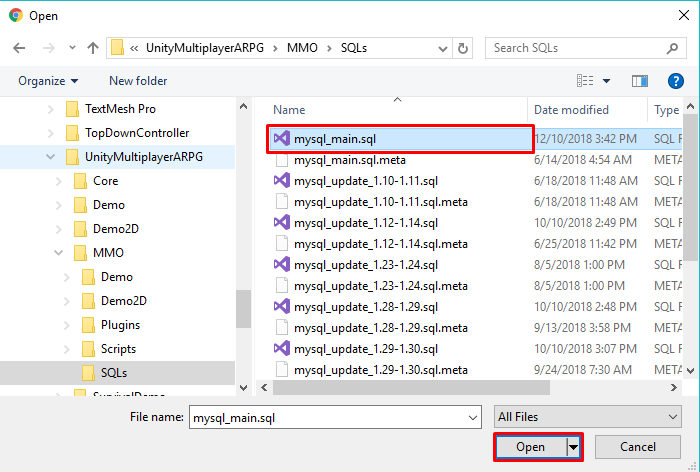 Open
« UnityMultiplayerARPG > MMO > SQLs
Search SQLs
Organize
New folder
TextMesh Pro
TopDownController
UnityMultiplayerARPG
Core
Demo
Demo2D
MMO
Demo
Demo2D
Plugins
Scripts
SQLs
Name Date modified Type
mysql_main.sql 12/10/2018 3:42 PM SQL F
mysql_main.sql.meta 6/14/2018 4:54 AM META
mysql_update_1.10-1.11.sql 6/18/2018 11:48 AM SQL F
mysql_update_1.10-1.11.sql.meta 6/18/2018 11:48 AM META
mysql_update_1.12-1.14.sql 10/10/2018 2:49 PM SQL F
mysql_update_1.12-1.14.sql.meta 6/25/2018 11:42 PM META
mysql_update_1.23-1.24.sql 8/5/2018 1:00 PM SQL F
mysql_update_1.23-1.24.sql.meta 8/5/2018 1:00 PM META
mysql_update_1.28-1.29.sql 10/10/2018 2:48 PM SQL F
mysql_update_1.28-1.29.sql.meta 9/13/2018 3:58 PM META
mysql_update_1.29-1.30.sql 10/10/2018 3:07 PM SQL F
mysql_update_1.29-1.30.sql.meta 9/24/2018 7:30 AM META
File name: mysql_main.sql
All Files
Open
Cancel